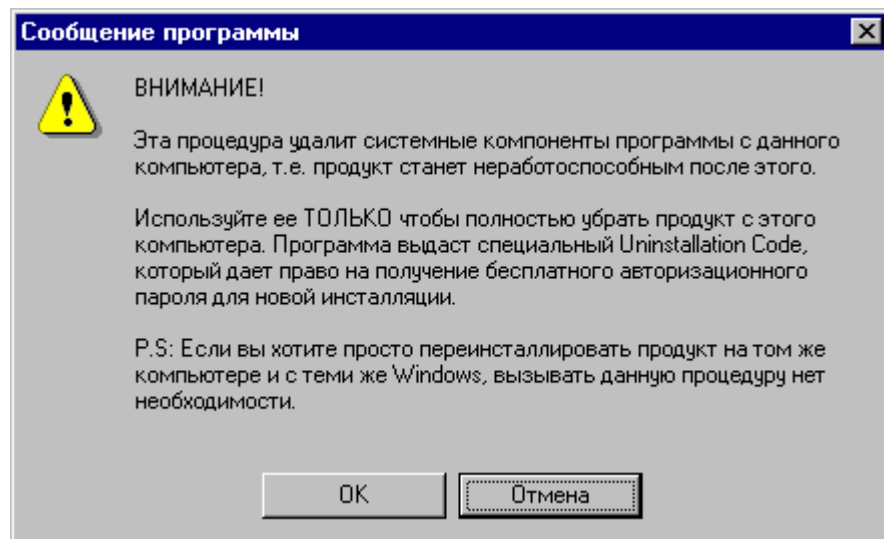 Сообщение программы
ВНИМАНИЕ!
Эта процедура удалит системные компоненты программы с данного
компьютера, т.е. продукт станет неработоспособным после этого.
Используйте ее ТОЛЬКО чтобы полностью убрать продукт с этого
компьютера. Программа выдаст специальный Uninstallation Code,
который дает право на получение бесплатного авторизационного
пароля для новой инсталляции.
P.S: Если вы хотите просто переинсталлировать продукт на том же
компьютере и с теми же Windows, вызывать данную процедуру нет
необходимости.
OK
Отмена